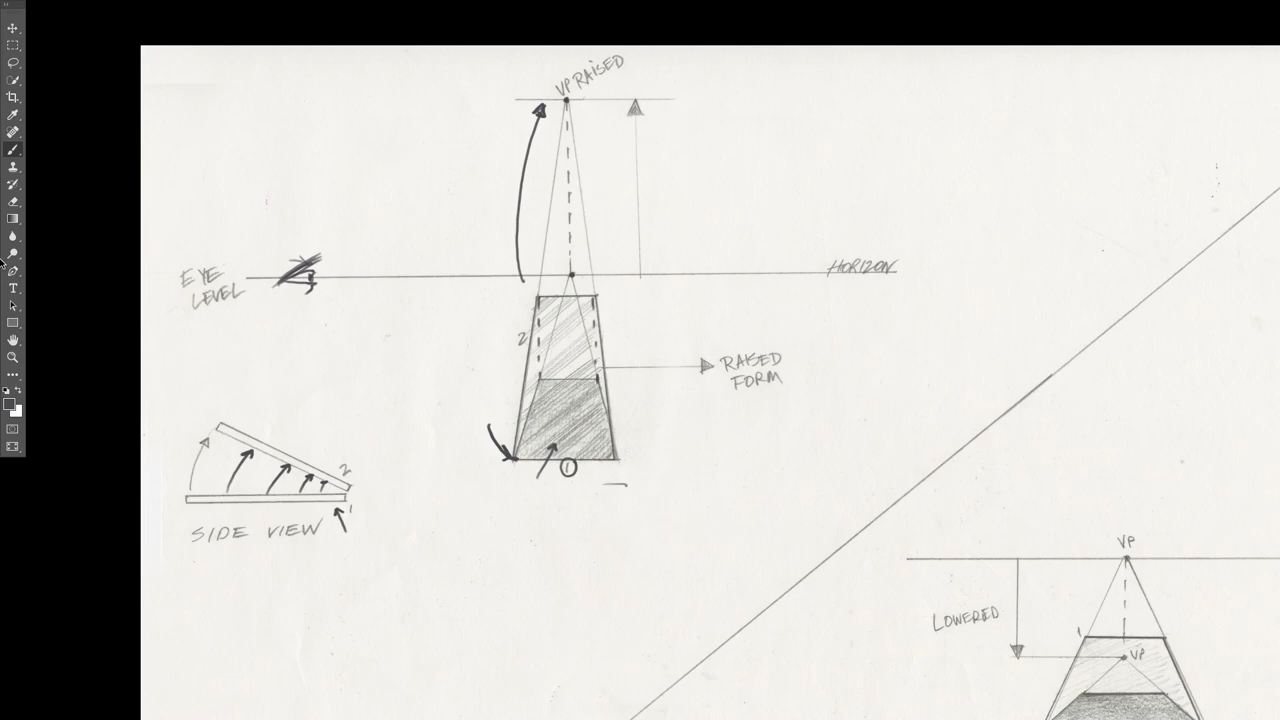 VP RAISED
EYE
LEVEL
HORIZON
2
RAISED
FORM
1
2
1
SIDE VIEW
VP
LOWERED
1
VP